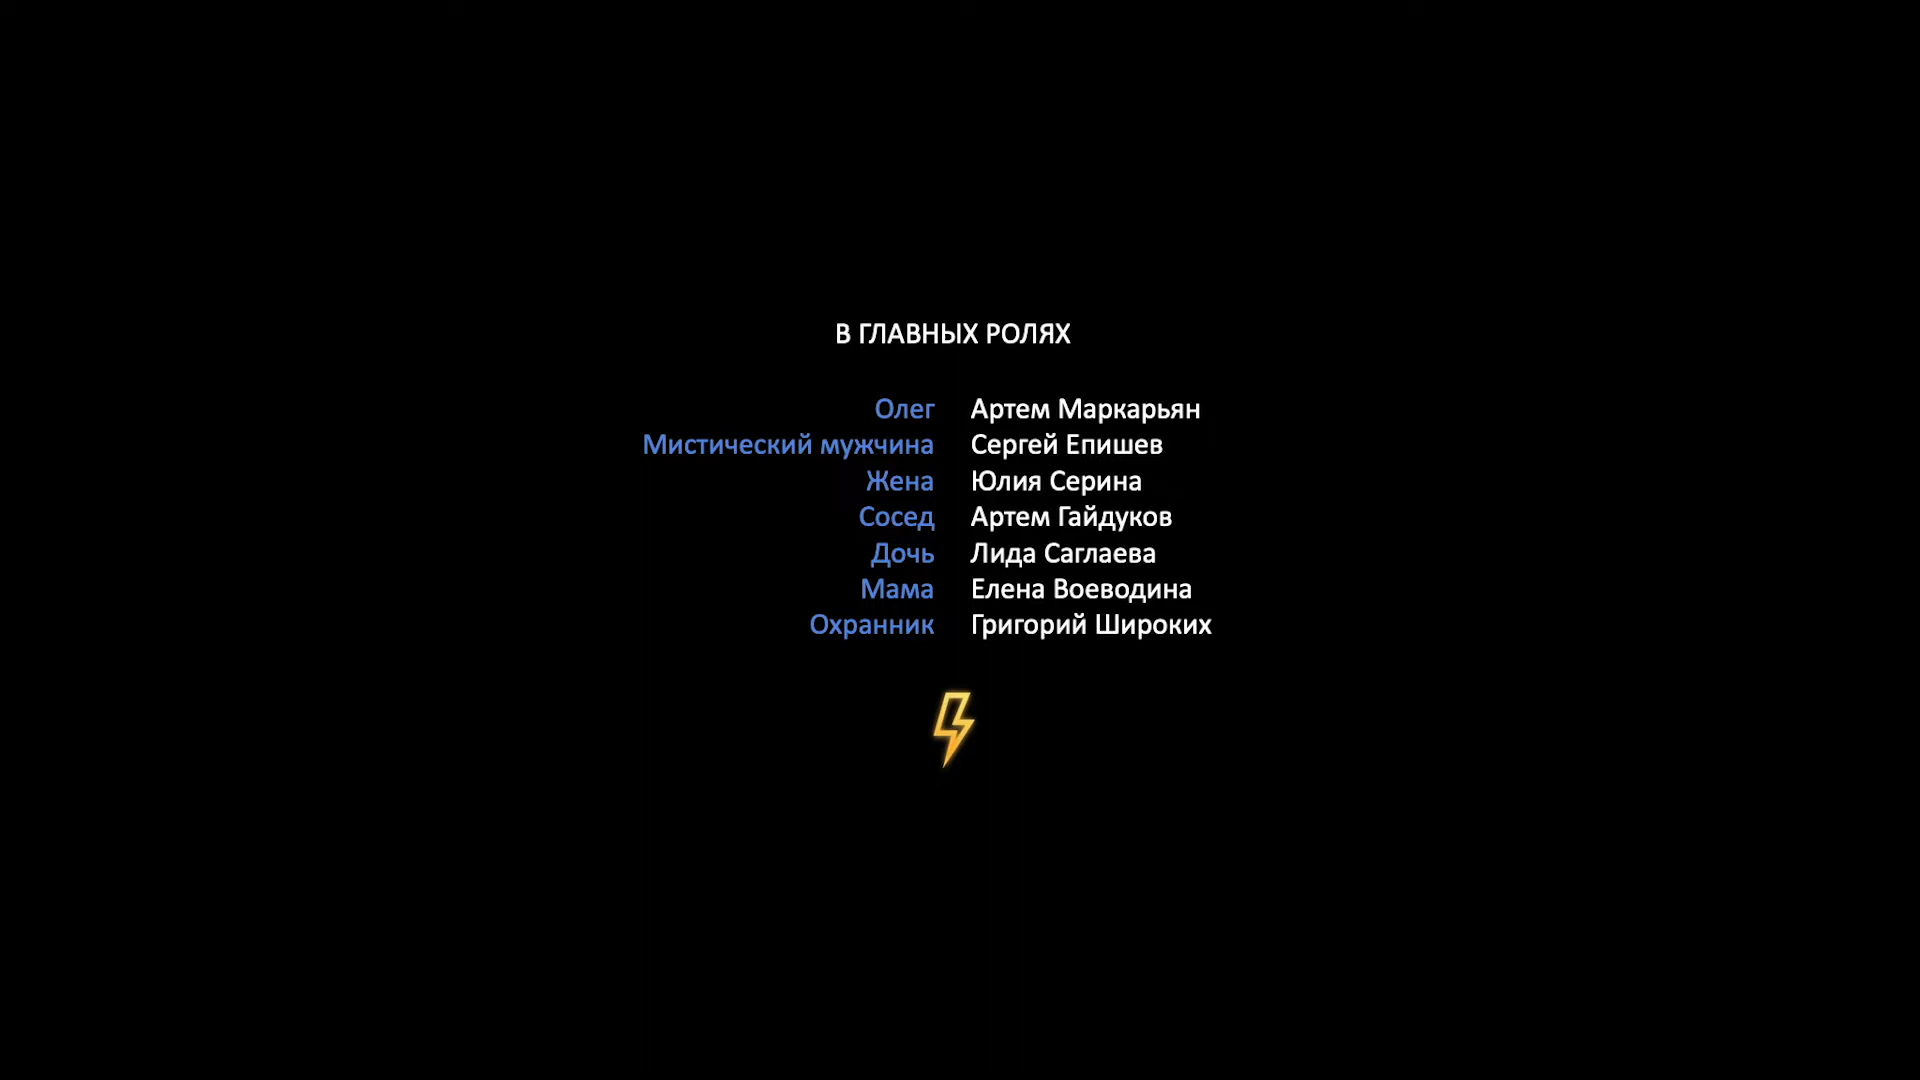 В ГЛАВНЫХ РОЛЯХ
Олег Артем Маркарьян
Мистический мужчина Сергей Епишев
Жена Юлия Серина
Сосед Артем Гайдуков
Дочь Лида Саглаева
Мама Елена Воеводина
Охранник Григорий Широких